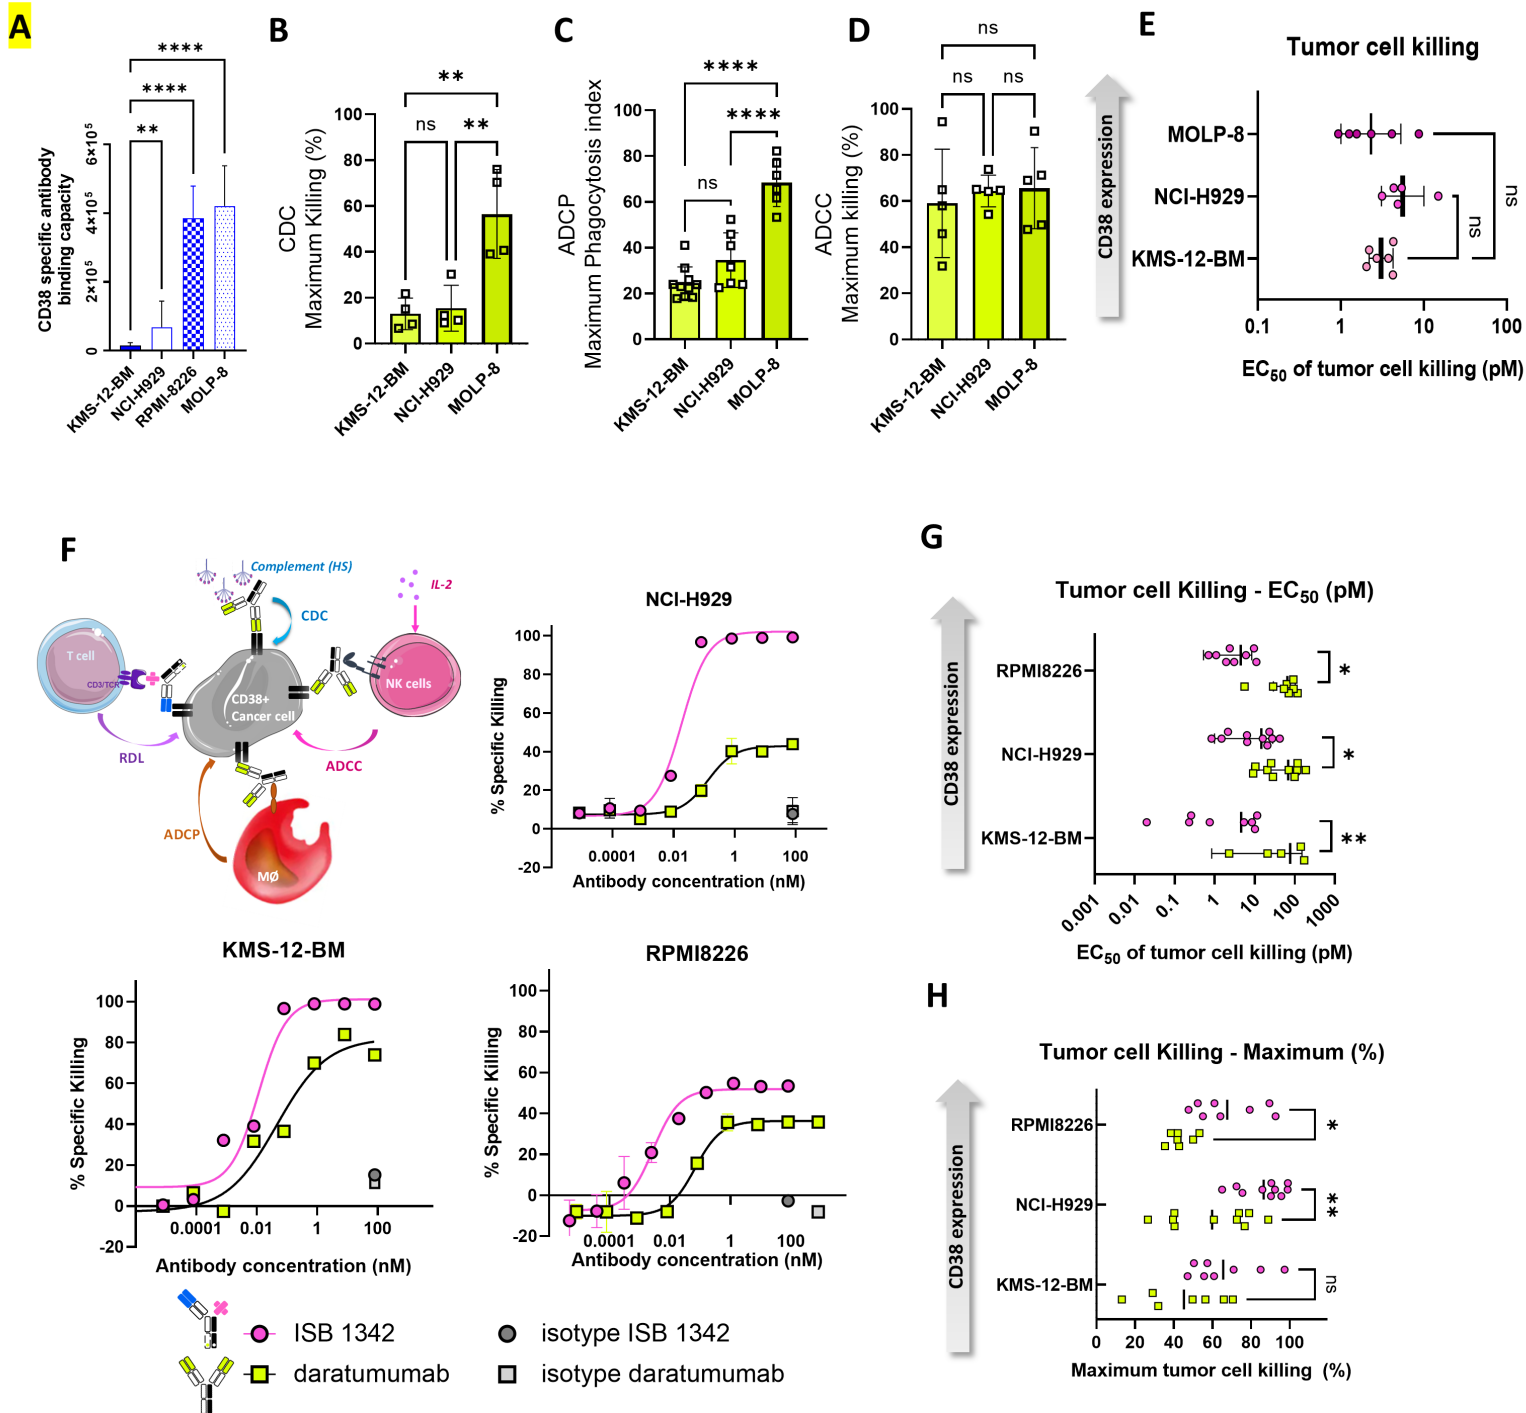 A
****
****
**
CD38 specific antibody
binding capacity
6×10⁵
4×10⁵
2×10⁵
0
KMS-12-BM
NCI-H929
RPMI-8226
MOLP-8
B
**
ns
**
CDC
Maximum Killing (%)
100
80
60
40
20
0
KMS-12-BM
NCI-H929
MOLP-8
C
****
****
ns
ADCP
Maximum Phagocytosis index
100
80
60
40
20
0
KMS-12-BM
NCI-H929
MOLP-8
D
ns
ns
ns
ADCC
Maximum killing (%)
100
80
60
40
20
0
KMS-12-BM
NCI-H929
MOLP-8
E
Tumor cell killing
CD38 expression
MOLP-8
NCI-H929
KMS-12-BM
ns
ns
0.1
1
10
100
EC₅₀ of tumor cell killing (pM)
F
Complement (HS)
IL-2
CDC
T cell
CD3/TCR
CD38+
Cancer cell
NK cells
RDL
ADCC
ADCP
MØ
NCI-H929
% Specific Killing
100
80
60
40
20
0
-20
0.0001
0.01
1
100
Antibody concentration (nM)
KMS-12-BM
% Specific Killing
100
80
60
40
20
0
-20
0.0001
0.01
1
100
Antibody concentration (nM)
RPMI8226
% Specific Killing
100
80
60
40
20
0
-20
0.0001
0.01
1
100
Antibody concentration (nM)
ISB 1342
isotype ISB 1342
daratumumab
isotype daratumumab
G
Tumor cell Killing - EC₅₀ (pM)
CD38 expression
RPMI8226
NCI-H929
KMS-12-BM
*
*
**
0.001
0.01
0.1
1
10
100
1000
EC₅₀ of tumor cell killing (pM)
H
Tumor cell Killing - Maximum (%)
CD38 expression
RPMI8226
NCI-H929
KMS-12-BM
*
**
ns
0
20
40
60
80
100
Maximum tumor cell killing (%)